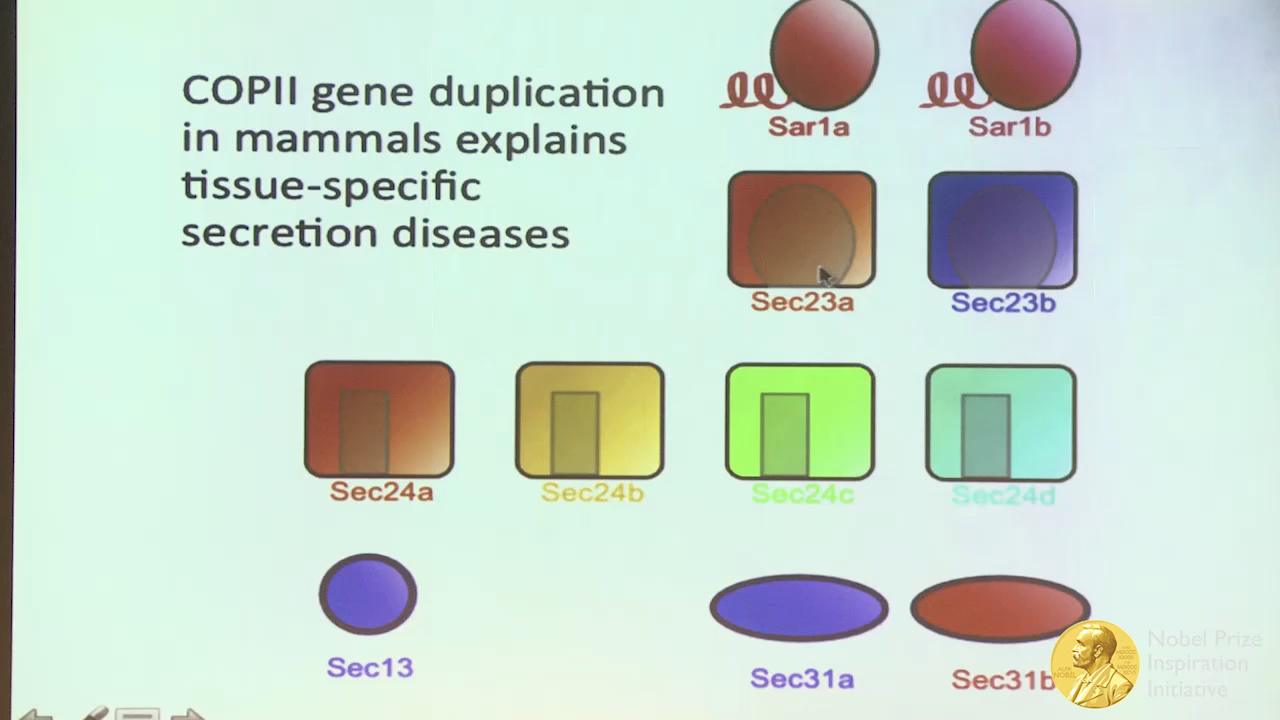 COPII gene duplication
in mammals explains
tissue-specific
secretion diseases
Sar1a
Sar1b
Sec23a
Sec23b
Sec24a
Sec24b
Sec24c
Sec24d
Sec13
Sec31a
Sec31b
Nobel Prize
Inspiration
Initiative